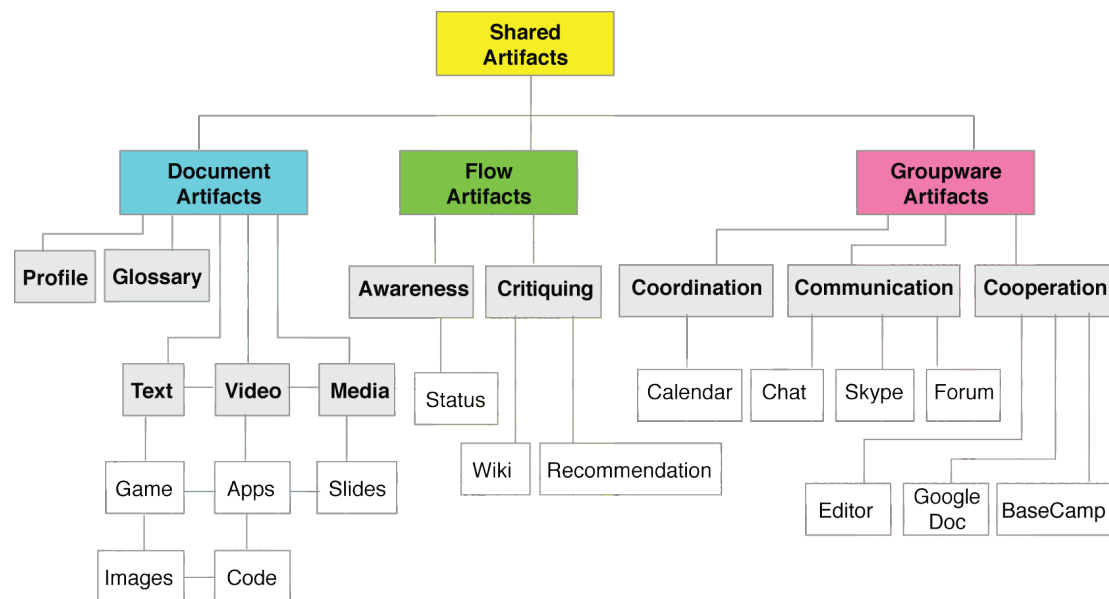 Shared
Artifacts
Document
Artifacts
Flow
Artifacts
Groupware
Artifacts
Profile
Glossary
Awareness
Critiquing
Coordination
Communication
Cooperation
Text
Video
Media
Status
Calendar
Chat
Skype
Forum
Wiki
Recommendation
Game
Apps
Slides
Editor
Google
Doc
BaseCamp
Images
Code